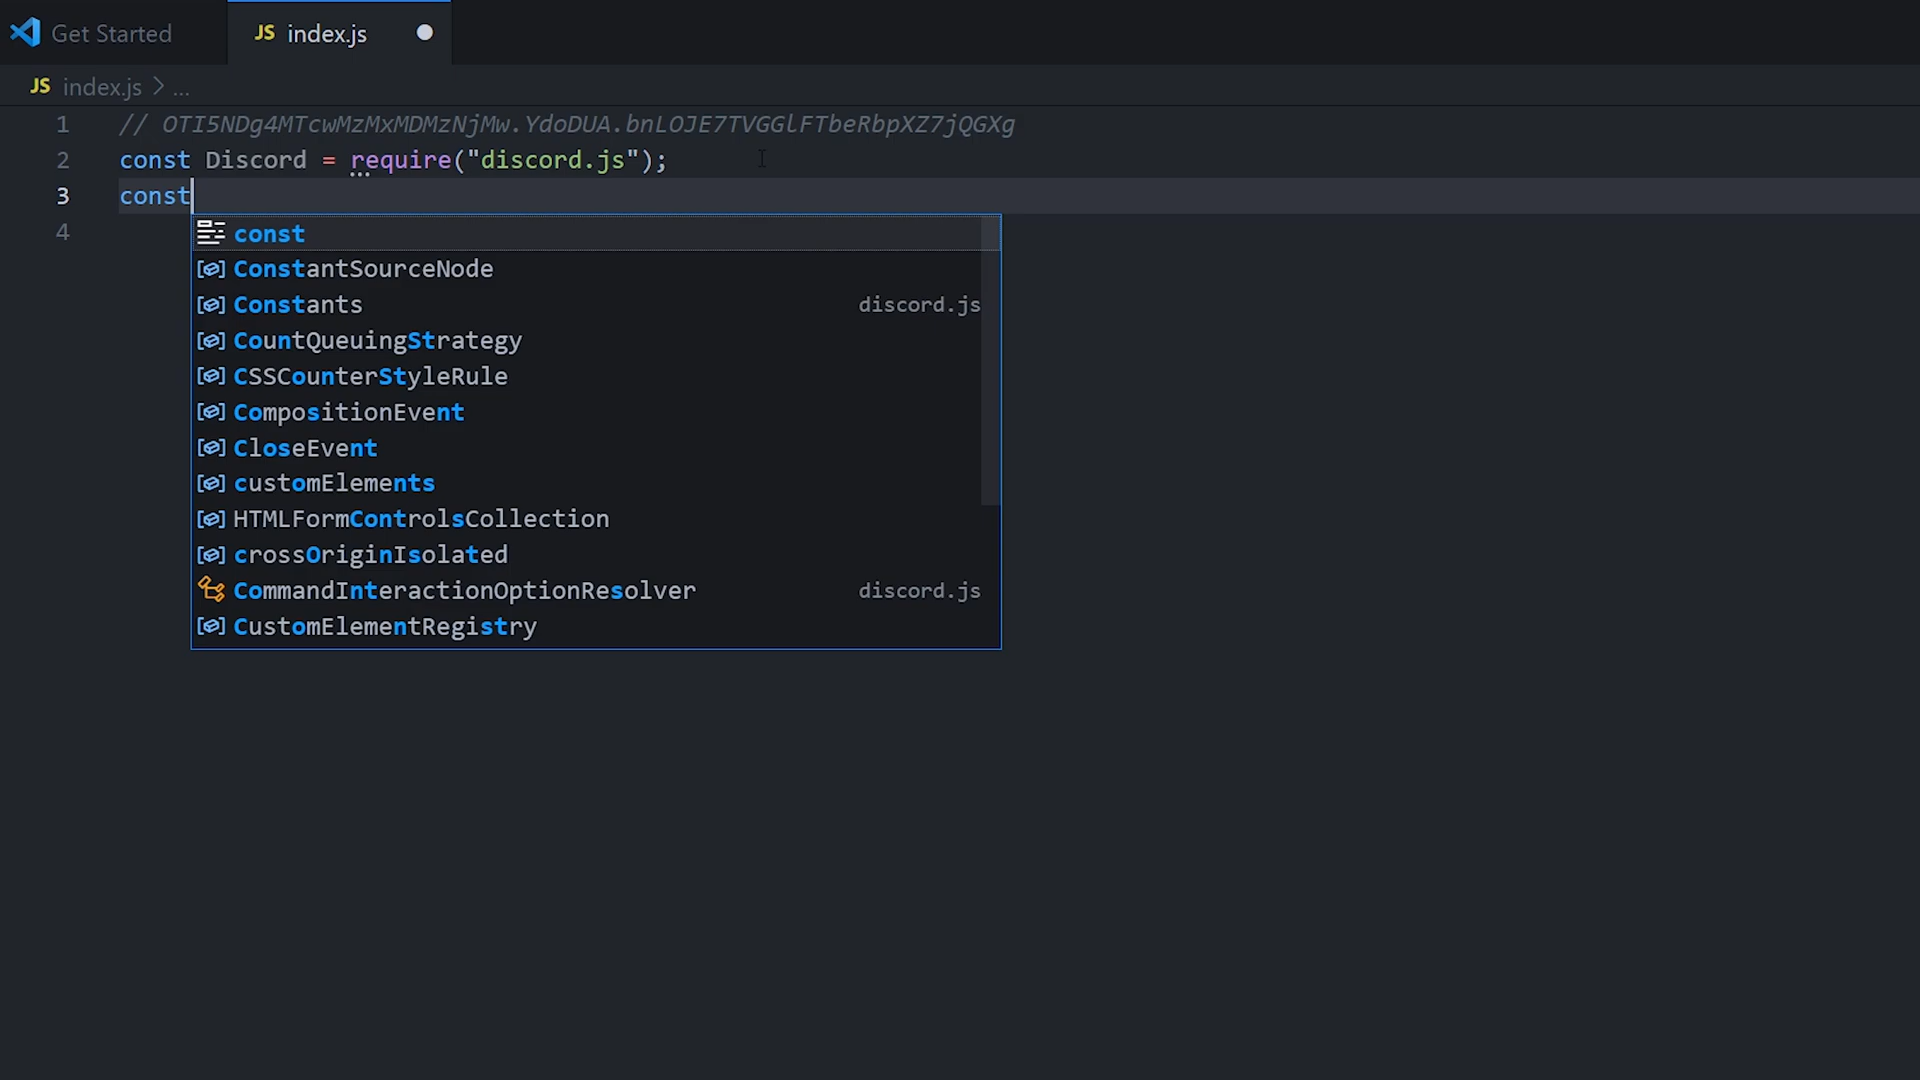 Get Started
JS index.js
JS index.js > ...
1 // OTI5NDg4MTcwMzMxMDMzNjMw.YdoDUA.bnLOJE7TVGGlFTbeRbpXZ7jQGXg
2 const Discord = require("discord.js");
3 const
4
const
ConstantSourceNode
Constants discord.js
CountQueuingStrategy
CSSCounterStyleRule
CompositionEvent
CloseEvent
customElements
HTMLFormControlsCollection
crossOriginIsolated
CommandInteractionOptionResolver discord.js
CustomElementRegistry